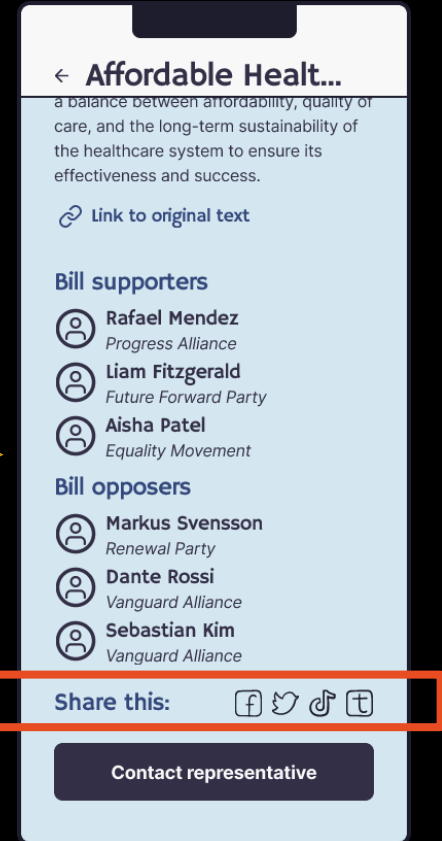 ← Affordable Healt...
a balance between affordability, quality of
care, and the long-term sustainability of
the healthcare system to ensure its
effectiveness and success.
Link to original text
Bill supporters
Rafael Mendez
Progress Alliance
Liam Fitzgerald
Future Forward Party
Aisha Patel
Equality Movement
Bill opposers
Markus Svensson
Renewal Party
Dante Rossi
Vanguard Alliance
Sebastian Kim
Vanguard Alliance
Share this:
Contact representative